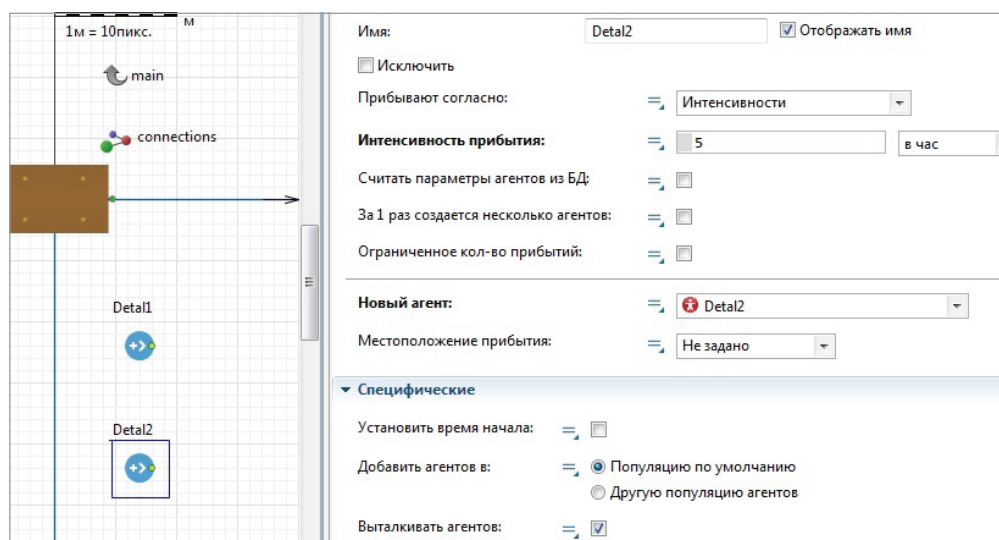 м
1м = 10пикс.
main
connections
Detal1
Detal2
Имя:
Detal2
Отображать имя
Исключить
Прибывают согласно:
Интенсивности
Интенсивность прибытия:
5
в час
Считать параметры агентов из БД:
За 1 раз создается несколько агентов:
Ограниченное кол-во прибытий:
Новый агент:
Detal2
Местоположение прибытия:
Не задано
Специфические
Установить время начала:
Добавить агентов в:
Популяцию по умолчанию
Другую популяцию агентов
Выталкивать агентов: